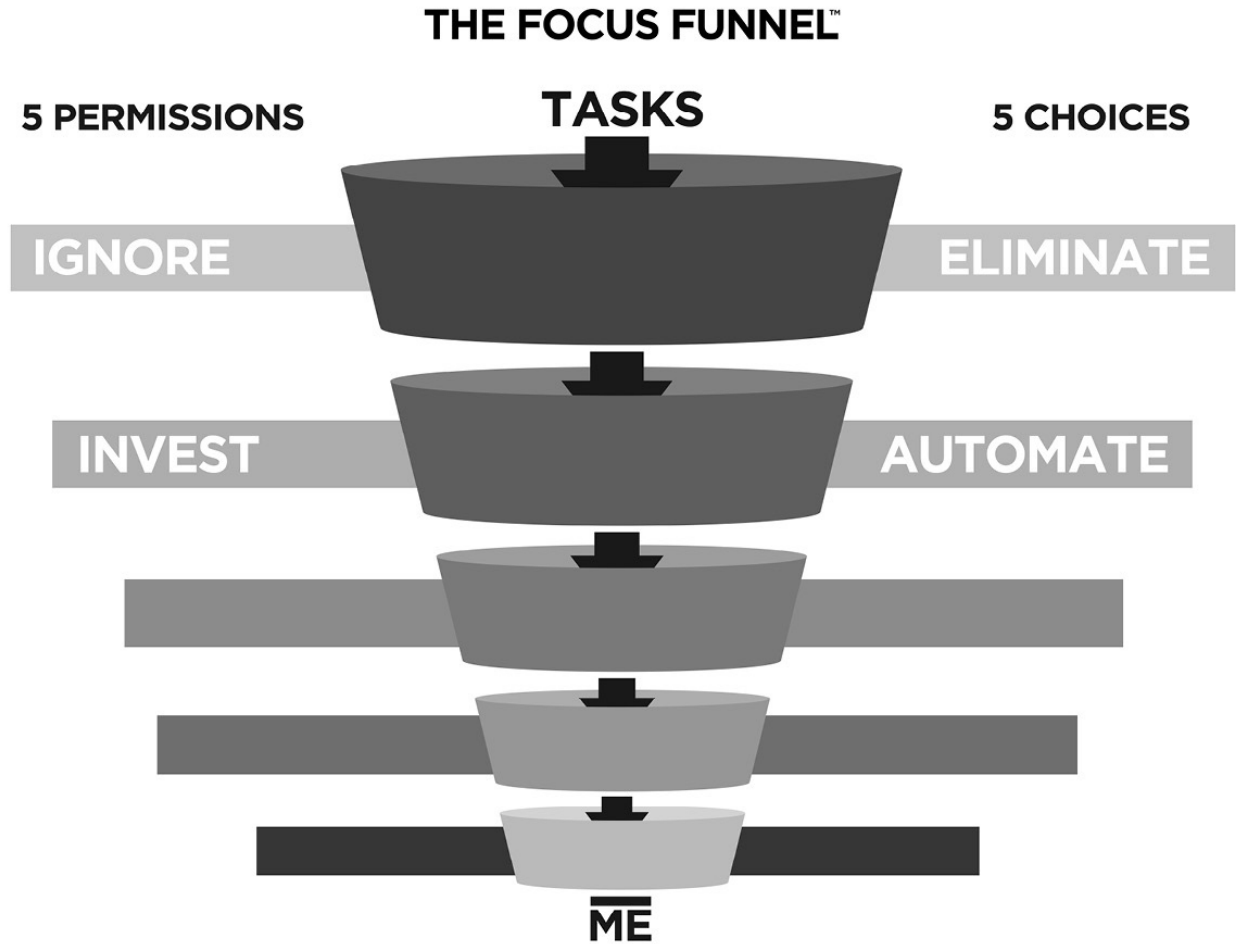 THE FOCUS FUNNEL™
5 PERMISSIONS
TASKS
5 CHOICES
IGNORE
ELIMINATE
INVEST
AUTOMATE
ME